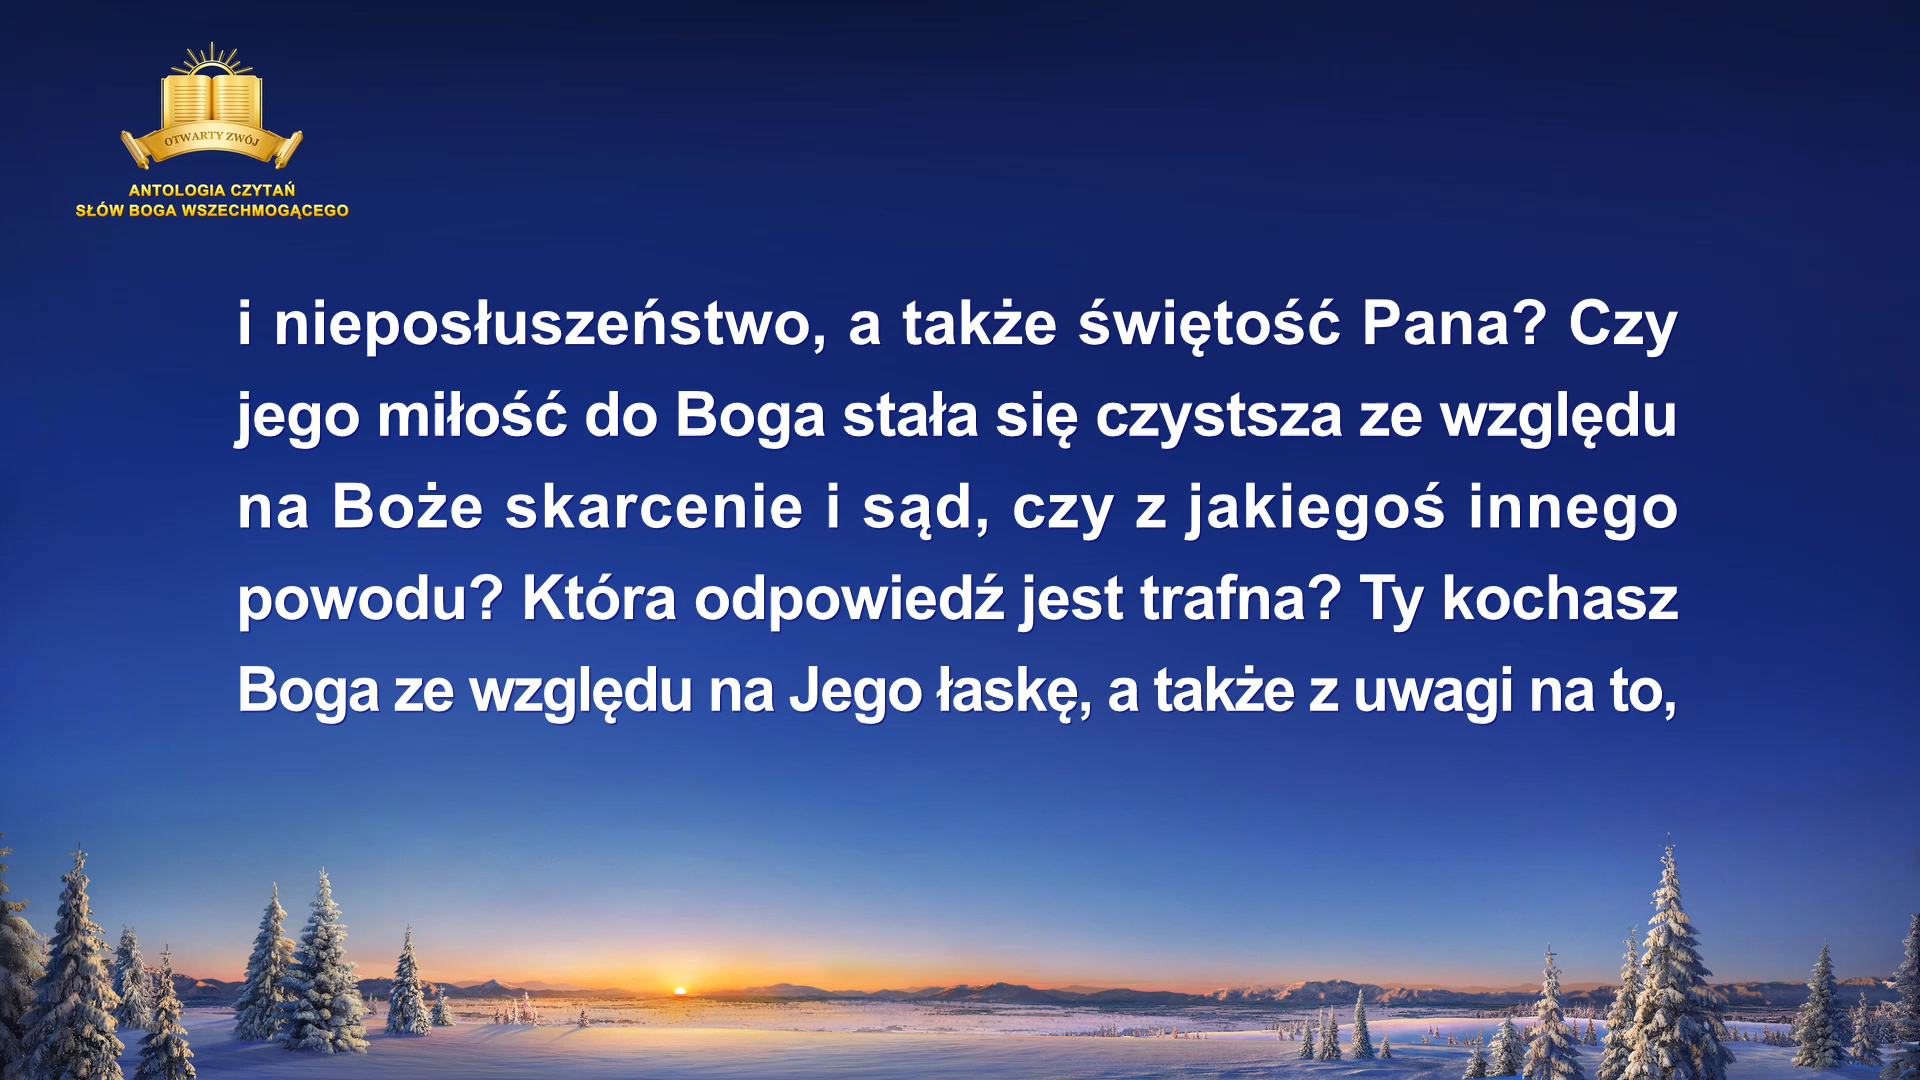 OTWARTY ZWÓJ
ANTOLOGIA CZYTAŃ
SŁÓW BOGA WSZECHMOGĄCEGO
i nieposłuszeństwo, a także świętość Pana? Czy
jego miłość do Boga stała się czystsza ze względu
na Boże skarcenie i sąd, czy z jakiegoś innego
powodu? Która odpowiedź jest trafna? Ty kochasz
Boga ze względu na Jego łaskę, a także z uwagi na to,